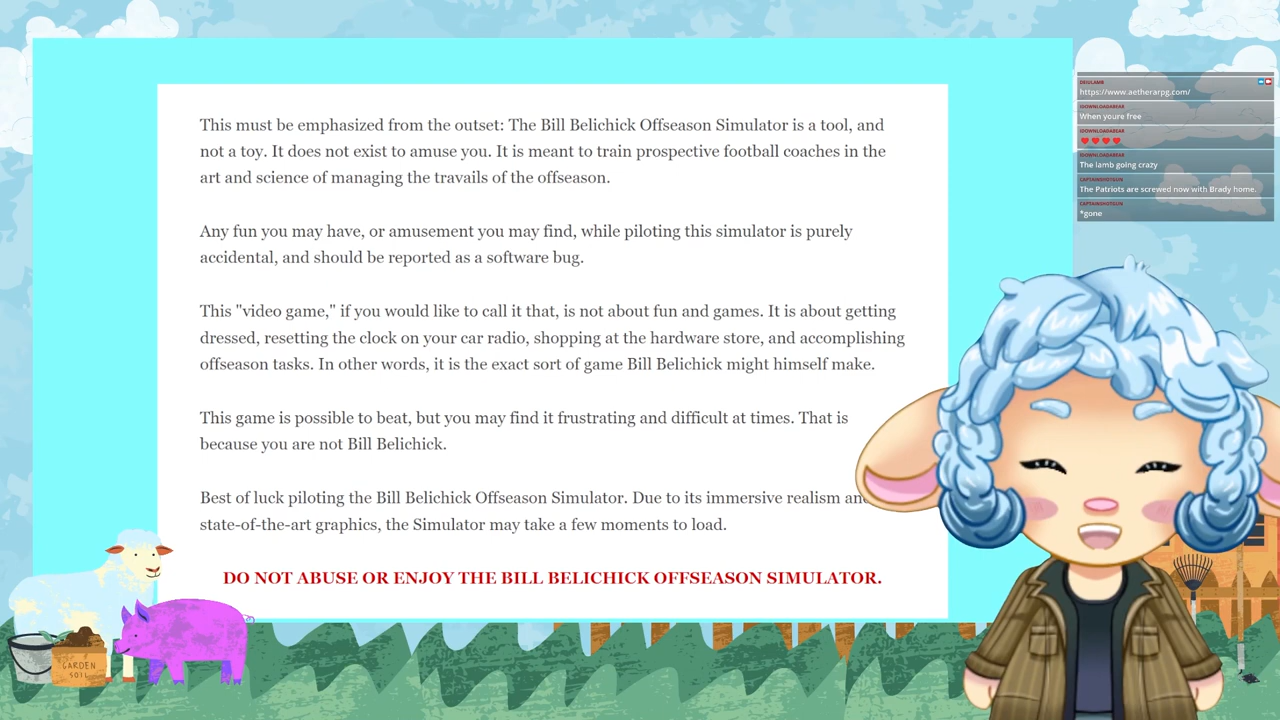 This must be emphasized from the outset: The Bill Belichick Offseason Simulator is a tool, and
not a toy. It does not exist to amuse you. It is meant to train prospective football coaches in the
art and science of managing the travails of the offseason.
Any fun you may have, or amusement you may find, while piloting this simulator is purely
accidental, and should be reported as a software bug.
This "video game," if you would like to call it that, is not about fun and games. It is about getting
dressed, resetting the clock on your car radio, shopping at the hardware store, and accomplishing
offseason tasks. In other words, it is the exact sort of game Bill Belichick might himself make.
This game is possible to beat, but you may find it frustrating and difficult at times. That is
because you are not Bill Belichick.
Best of luck piloting the Bill Belichick Offseason Simulator. Due to its immersive realism and
state-of-the-art graphics, the Simulator may take a few moments to load.
DO NOT ABUSE OR ENJOY THE BILL BELICHICK OFFSEASON SIMULATOR.
https://www.aetherarpg.com/
IDOWNLOADABEAR
When youre free
IDOWNLOADABEAR
IDOWNLOADABEAR
The lamb going crazy
The Patriots are screwed now with Brady home.
*gone
GARDEN
SOIL